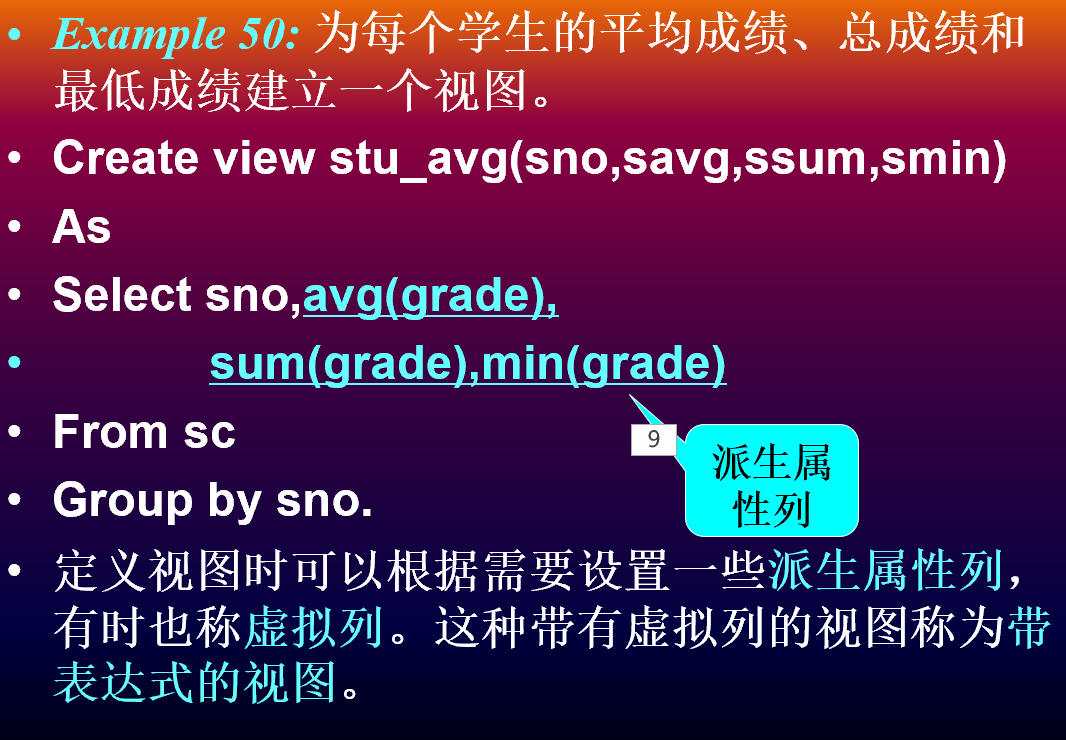 • Example 50: 为每个学生的平均成绩、总成绩和
最低成绩建立一个视图。
• Create view stu_avg(sno,savg,ssum,smin)
• As
• Select sno,avg(grade),
• sum(grade),min(grade)
• From sc
9
派生属
性列
• Group by sno.
• 定义视图时可以根据需要设置一些派生属性列，
有时也称虚拟列。这种带有虚拟列的视图称为带
表达式的视图。